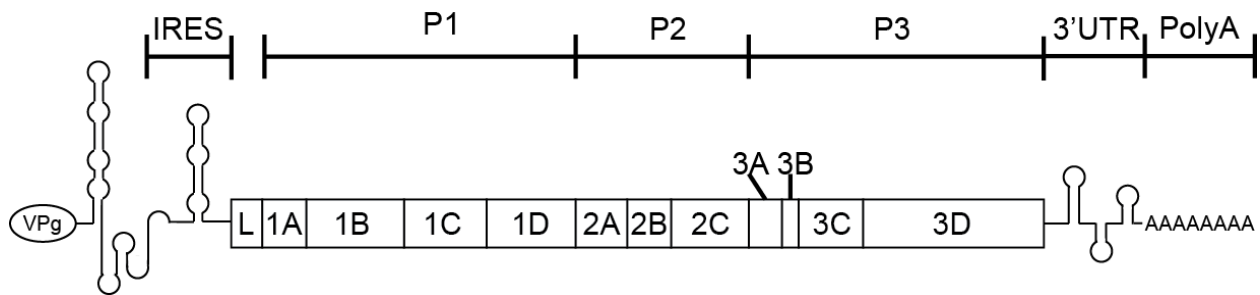 IRES P1 P2 P3 3'UTR PolyA
3A 3B
VPg L 1A 1B 1C 1D 2A 2B 2C 3C 3D AAAAAAAA